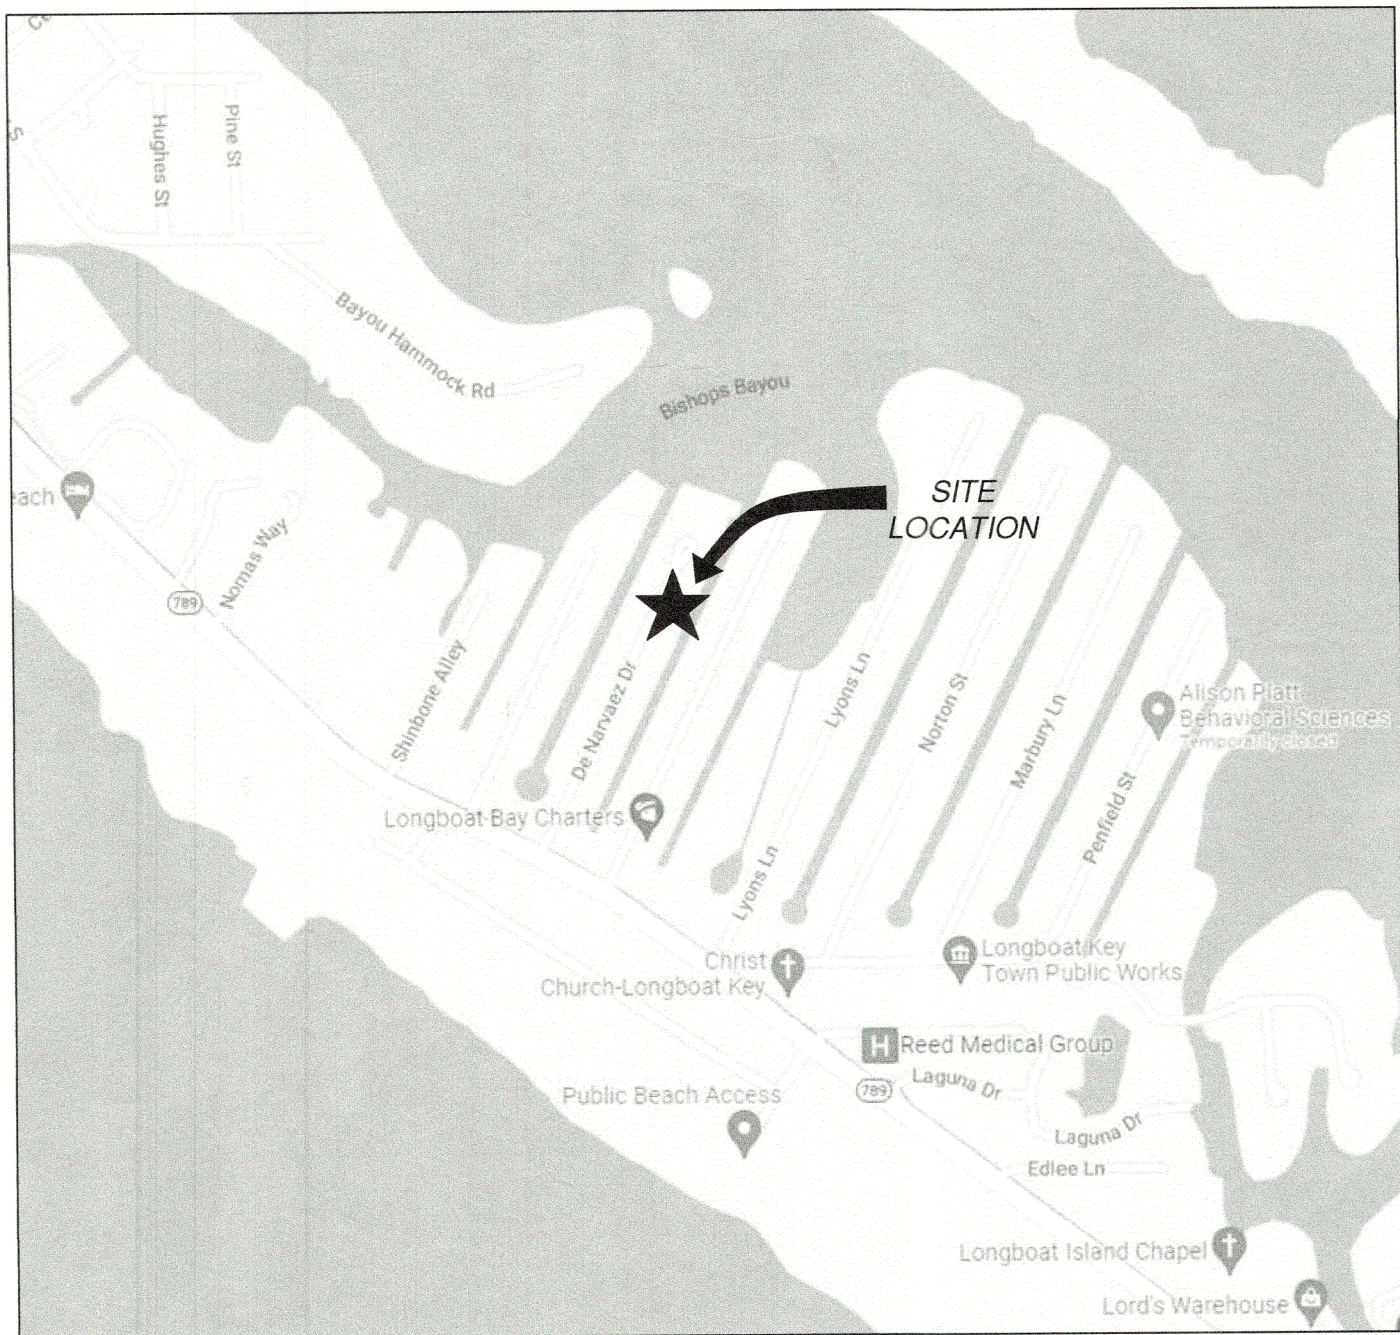 Pine St
Hughes St
Bayou Hammock Rd
Bishops Bayou
each
SITE
LOCATION
789
Nomas Way
Shinbone Alley
De Narvaez Dr
Lyons Ln
Norton St
Marbury Ln
Penfield St
Alison Platt
Behavioral Sciences
Temporarily closed
Longboat Bay Charters
Lyons Ln
Christ
Church-Longboat Key
Longboat Key
Town Public Works
H Reed Medical Group
789
Laguna Dr
Public Beach Access
Laguna Dr
Edlee Ln
Longboat Island Chapel
Lord's Warehouse